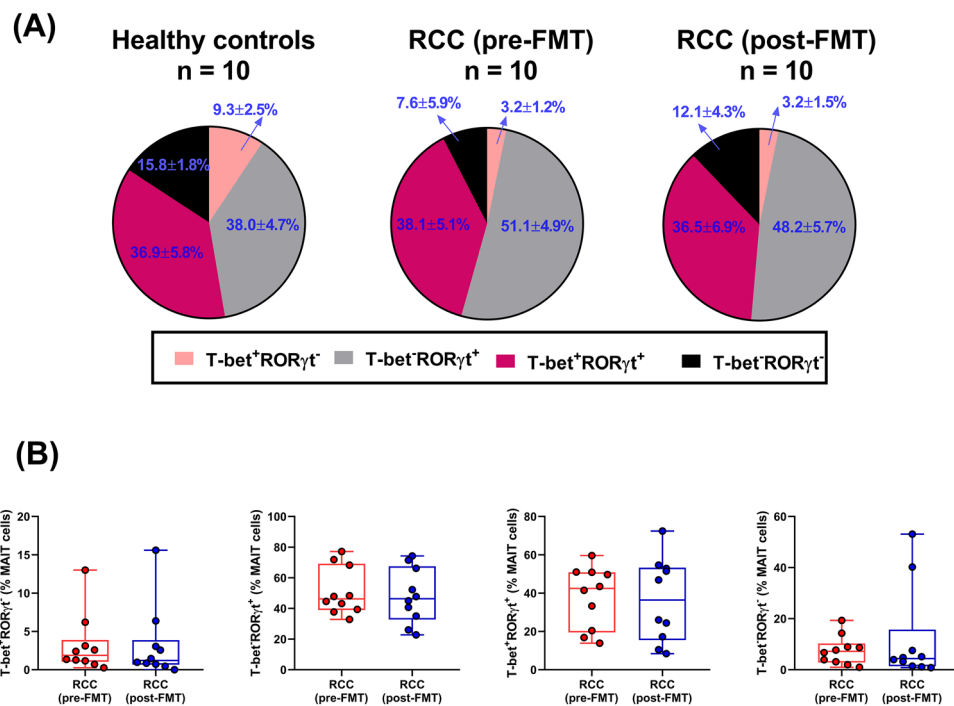 (A)
Healthy controls
n = 10
RCC (pre-FMT)
n = 10
RCC (post-FMT)
n = 10
9.3±2.5%
15.8±1.8%
38.0±4.7%
36.9±5.8%
7.6±5.9%
3.2±1.2%
38.1±5.1%
51.1±4.9%
12.1±4.3%
3.2±1.5%
36.5±6.9%
48.2±5.7%
T-bet⁺RORγt⁻
T-bet⁻RORγt⁺
T-bet⁺RORγt⁺
T-bet⁻RORγt⁻
(B)
T-bet⁺RORγt⁻ (% MAIT cells)
20
15
10
5
0
RCC
(pre-FMT)
RCC
(post-FMT)
T-bet⁻RORγt⁺ (% MAIT cells)
100
80
60
40
20
0
RCC
(pre-FMT)
RCC
(post-FMT)
T-bet⁺RORγt⁺ (% MAIT cells)
80
60
40
20
0
RCC
(pre-FMT)
RCC
(post-FMT)
T-bet⁻RORγt⁻ (% MAIT cells)
60
40
20
0
RCC
(pre-FMT)
RCC
(post-FMT)